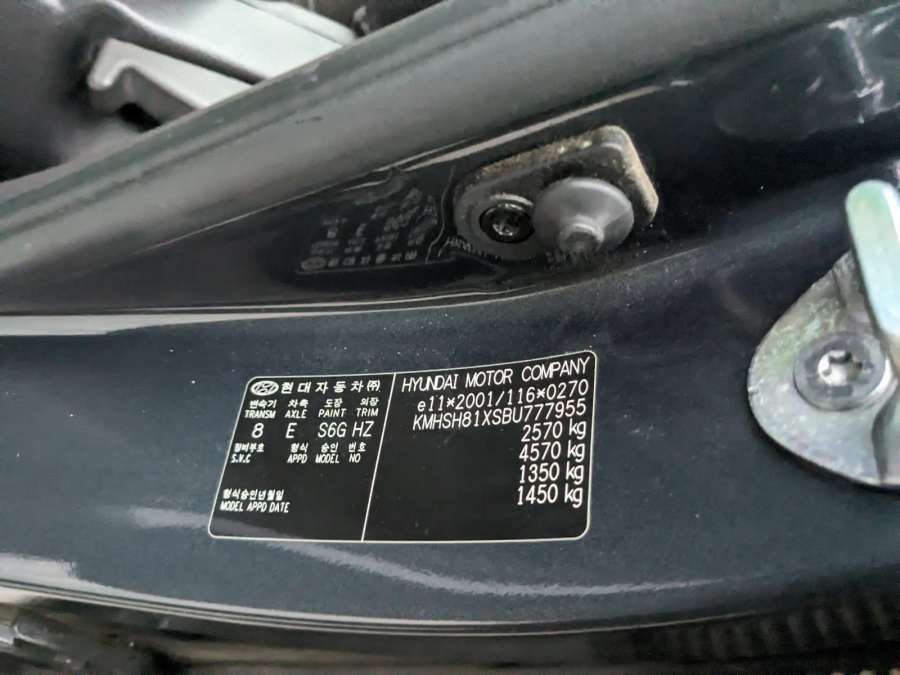 현대자동차㈜
변속기 차축 도장 의장
TRANSM AXLE PAINT TRIM
8 E S6G HZ
장비부호 형식 승인 번호
S.V.C APPD MODEL NO
형식승인년월일
MODEL APPD DATE
HYUNDAI MOTOR COMPANY
e11*2001/116*0270
KMHSH81XSBU777955
2570 kg
4570 kg
1350 kg
1450 kg